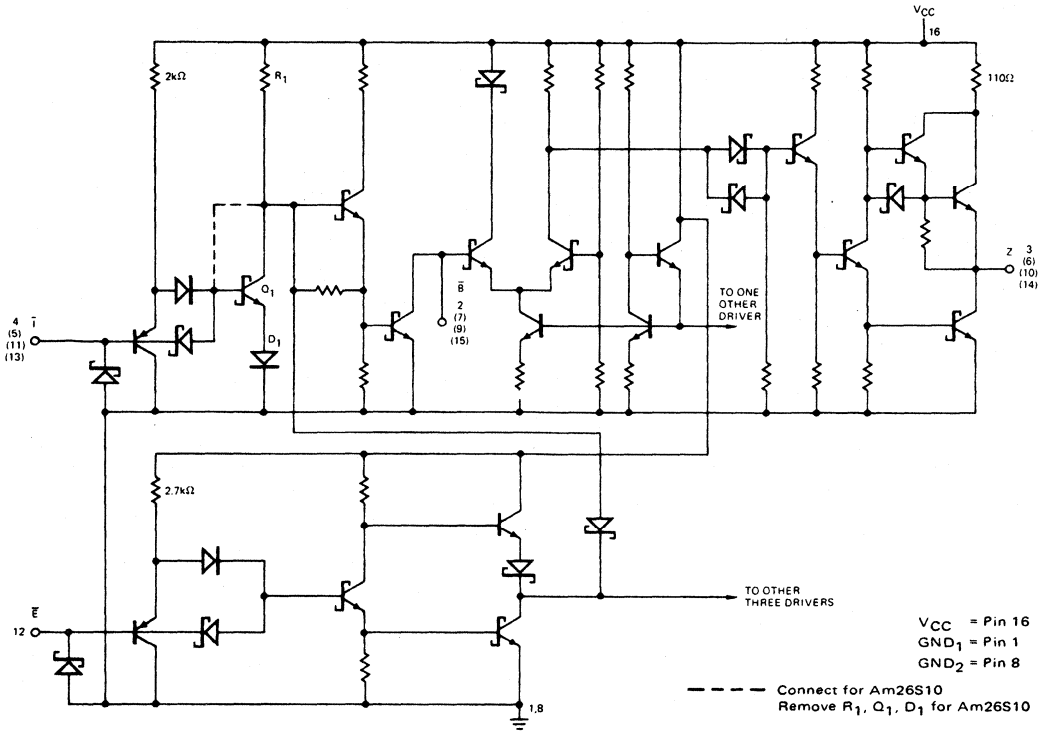 VCC
16
2kΩ
R1
110Ω
Z
3
(6)
(10)
(14)
Q1
B
2
(7)
(9)
(15)
4
(5)
(11)
(13)
I
D1
TO ONE
OTHER
DRIVER
2.7kΩ
E
12
TO OTHER
THREE DRIVERS
1,8
VCC = Pin 16
GND1 = Pin 1
GND2 = Pin 8
Connect for Am26S10
Remove R1, Q1, D1 for Am26S10